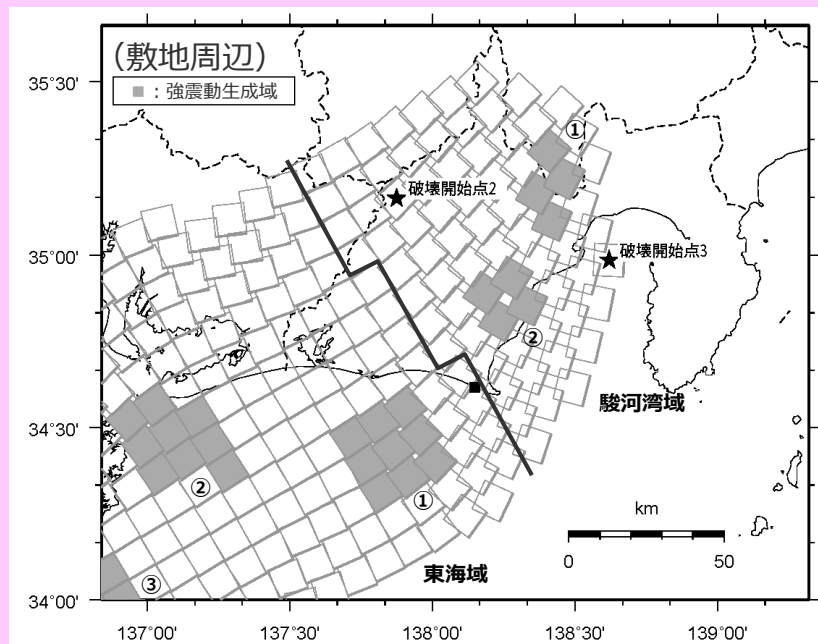 (敷地周辺)
■：強震動生成域
35°30'
35°00'
34°30'
34°00'
①
★破壊開始点2
★破壊開始点3
②
駿河湾域
②
①
③
東海域
km
0 50
137°00' 137°30' 138°00' 138°30' 139°00'